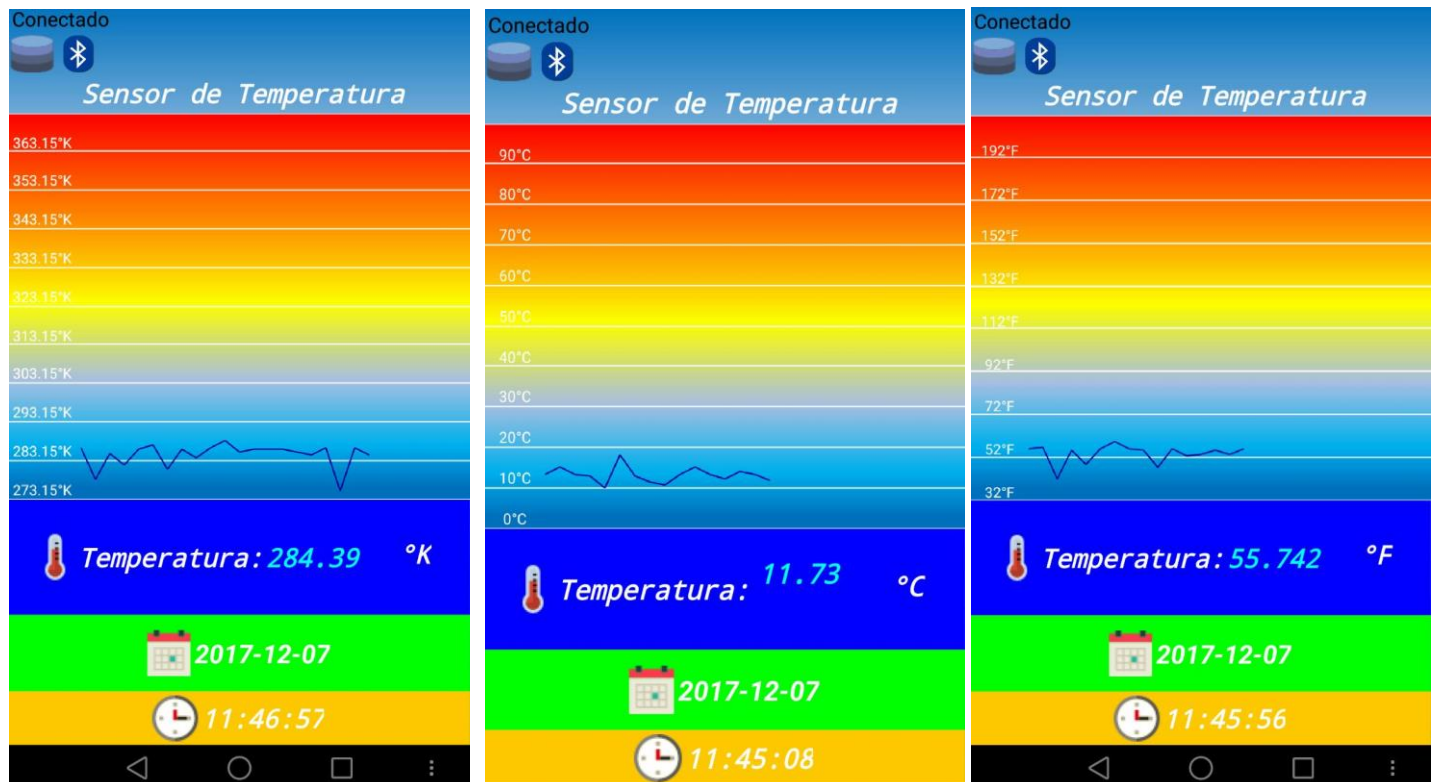 Conectado
Sensor de Temperatura
363.15°K
353.15°K
343.15°K
333.15°K
323.15°K
313.15°K
303.15°K
293.15°K
283.15°K
273.15°K
Temperatura: 284.39 °K
2017-12-07
11:46:57
Conectado
Sensor de Temperatura
90°C
80°C
70°C
60°C
50°C
40°C
30°C
20°C
10°C
0°C
Temperatura: 11.73 °C
2017-12-07
11:45:08
Conectado
Sensor de Temperatura
192°F
172°F
152°F
132°F
112°F
92°F
72°F
52°F
32°F
Temperatura: 55.742 °F
2017-12-07
11:45:56